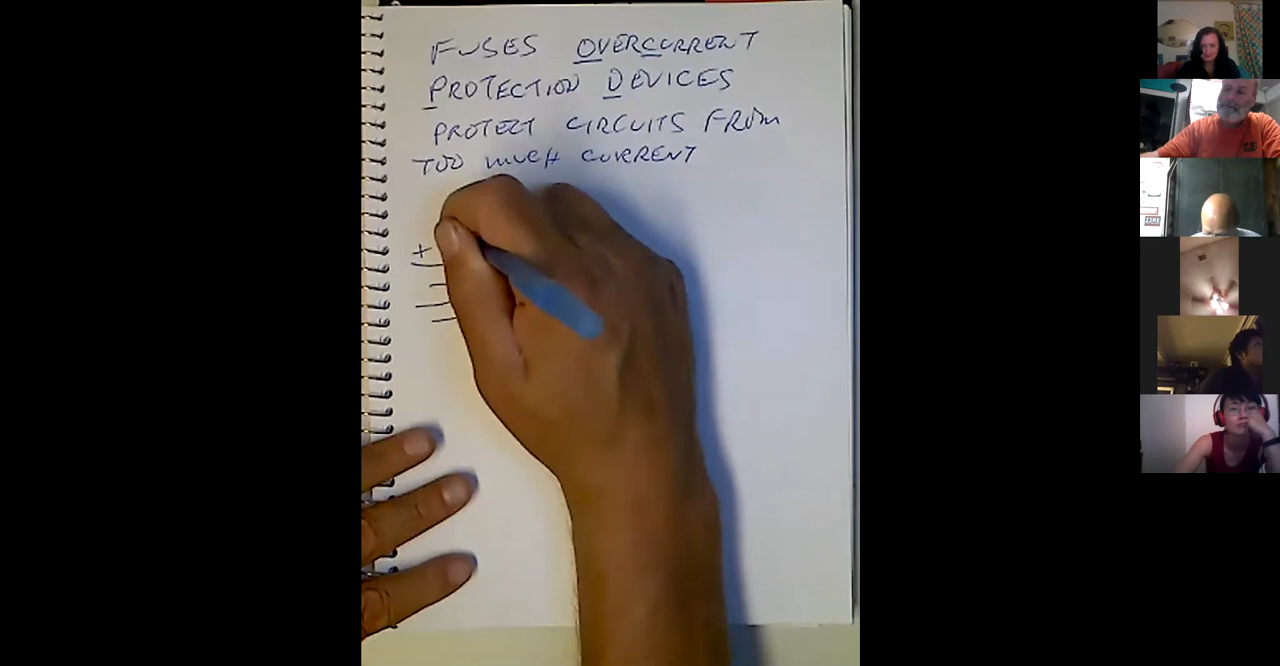 FUSES OVERCURRENT
PROTECTION DEVICES
PROTECT CIRCUITS FROM
TOO MUCH CURRENT
+